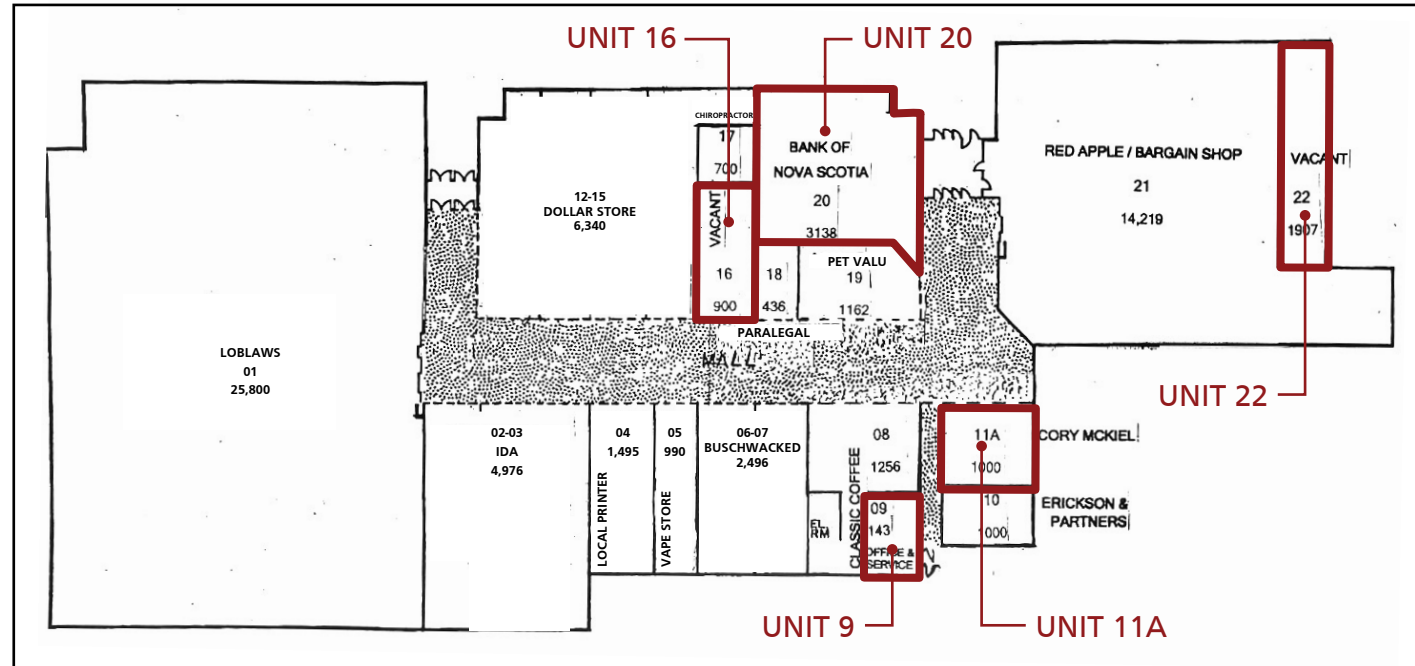 UNIT 16
UNIT 20
CHIROPRACTOR
17
700
BANK OF
NOVA SCOTIA
20
3138
RED APPLE / BARGAIN SHOP
21
14,219
VACANT
22
1907
12-15
DOLLAR STORE
6,340
VACANT
16
900
18
436
PET VALU
19
1162
PARALEGAL
MALL
LOBLAWS
01
25,800
UNIT 22
02-03
IDA
4,976
04
1,495
LOCAL PRINTER
05
990
VAPE STORE
06-07
BUSCHWACKED
2,496
08
1256
CLASSIC COFFEE
EL.
RM
09
143
OFFICE &
SERVICE
11A
1000
CORY MCKIEL
10
1000
ERICKSON &
PARTNERS
UNIT 9
UNIT 11A